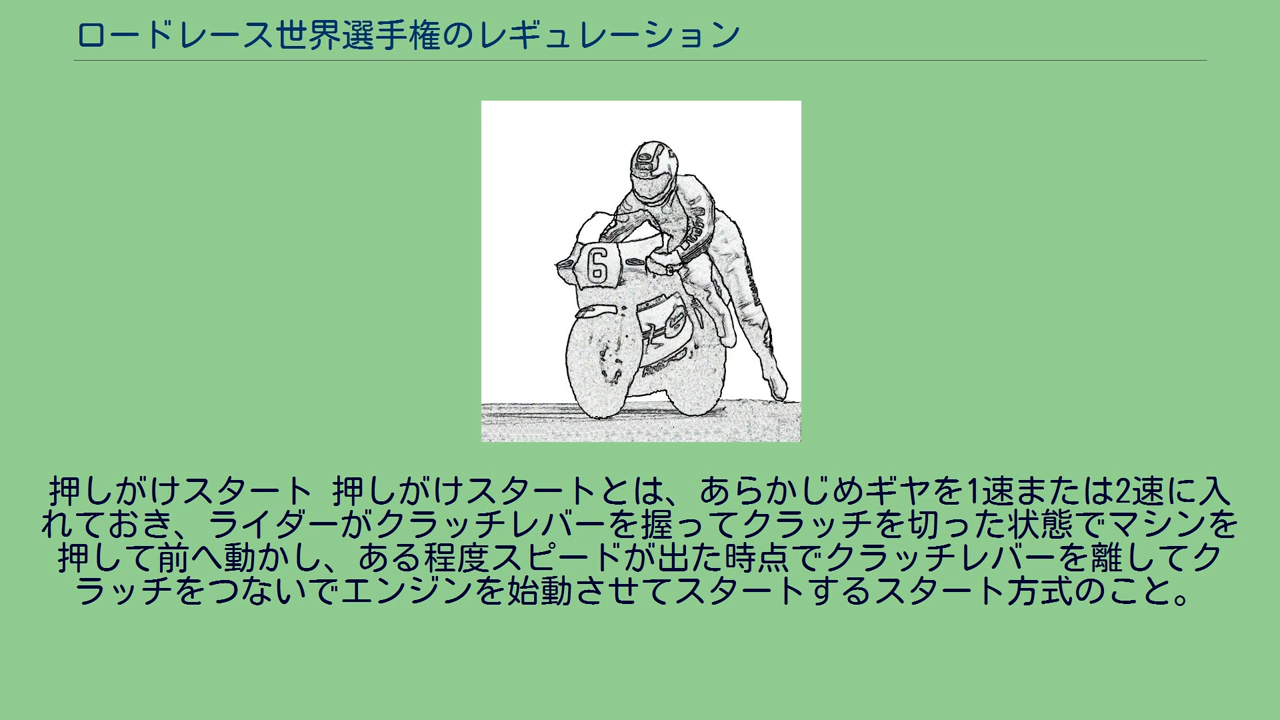 ロードレース世界選手権のレギュレーション
6
押しがけスタート 押しがけスタートとは、あらかじめギヤを1速または2速に入
れておき、ライダーがクラッチレバーを握ってクラッチを切った状態でマシンを
押して前へ動かし、ある程度スピードが出た時点でクラッチレバーを離してク
ラッチをつないでエンジンを始動させてスタートするスタート方式のこと。